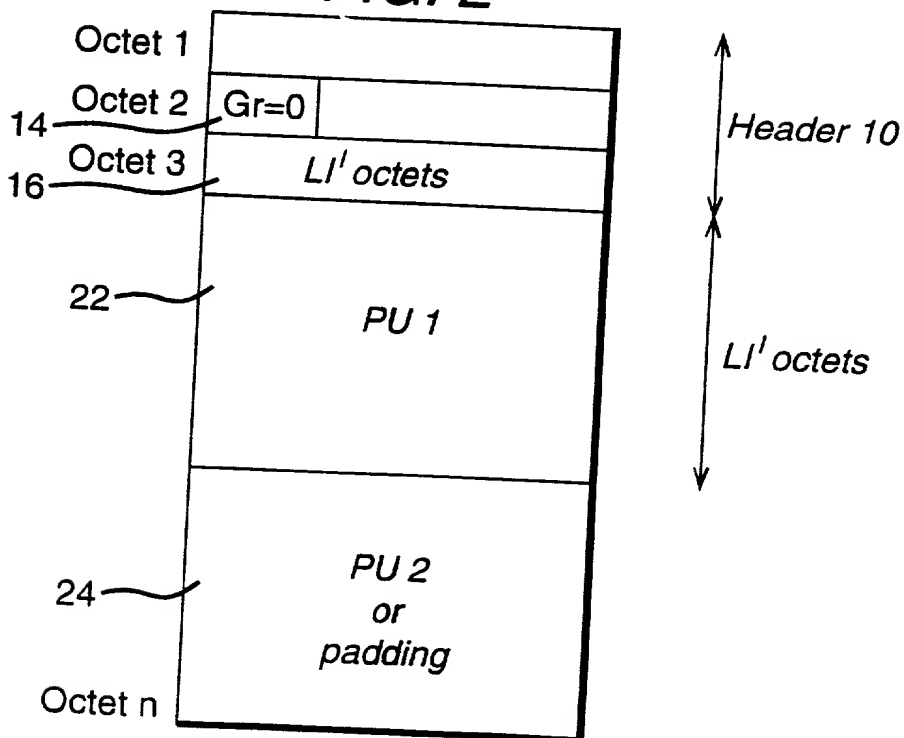 Octet 1
Octet 2 Gr=0
14
Header 10
Octet 3 LI' octets
16
22
PU 1
LI' octets
PU 2
24
or
padding
Octet n